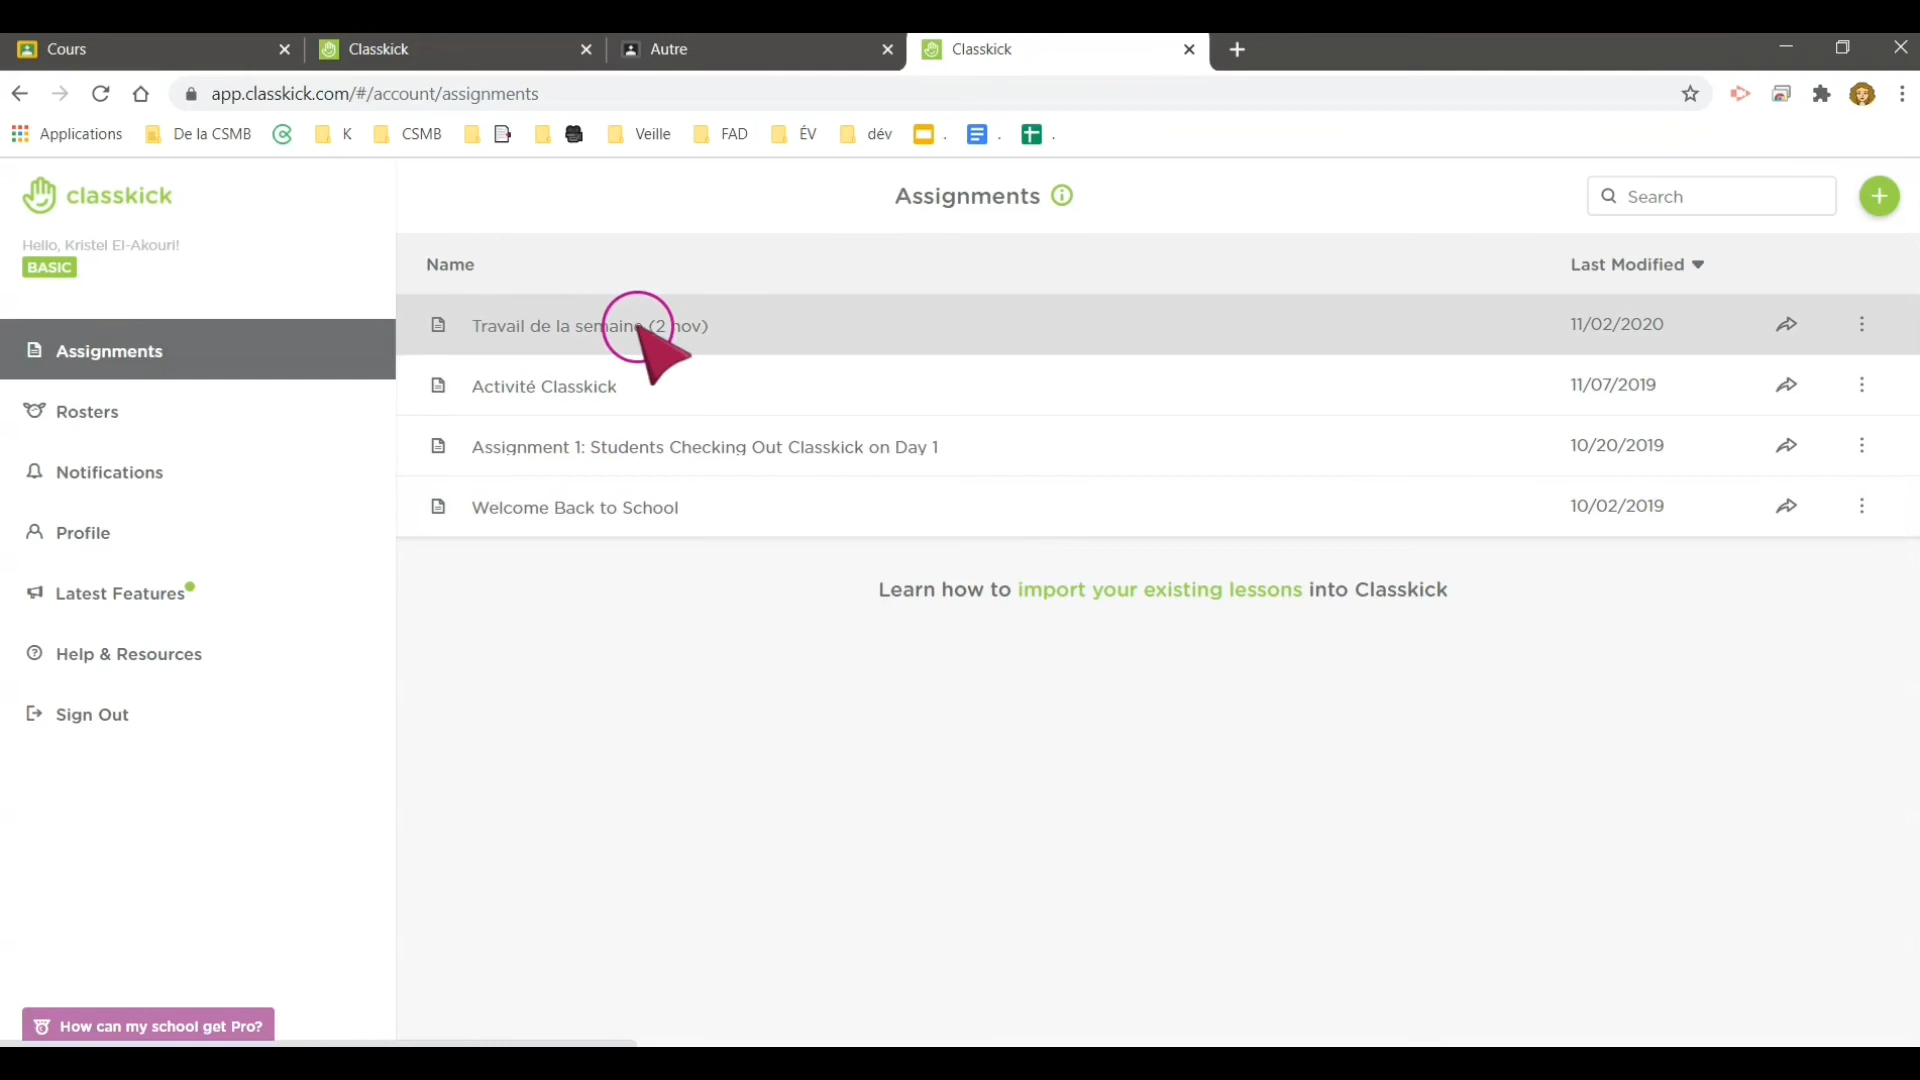 Cours
Classkick
Autre
Classkick
app.classkick.com/#/account/assignments
Applications
De la CSMB
K
CSMB
Veille
FAD
ÉV
dév
.
.
.
classkick
Assignments
Search
Hello, Kristel El-Akouri!
BASIC
Name
Last Modified
Travail de la semaine (2 nov)
11/02/2020
Assignments
Activité Classkick
11/07/2019
Rosters
Assignment 1: Students Checking Out Classkick on Day 1
10/20/2019
Notifications
Welcome Back to School
10/02/2019
Profile
Learn how to import your existing lessons into Classkick
Latest Features
Help & Resources
Sign Out
How can my school get Pro?